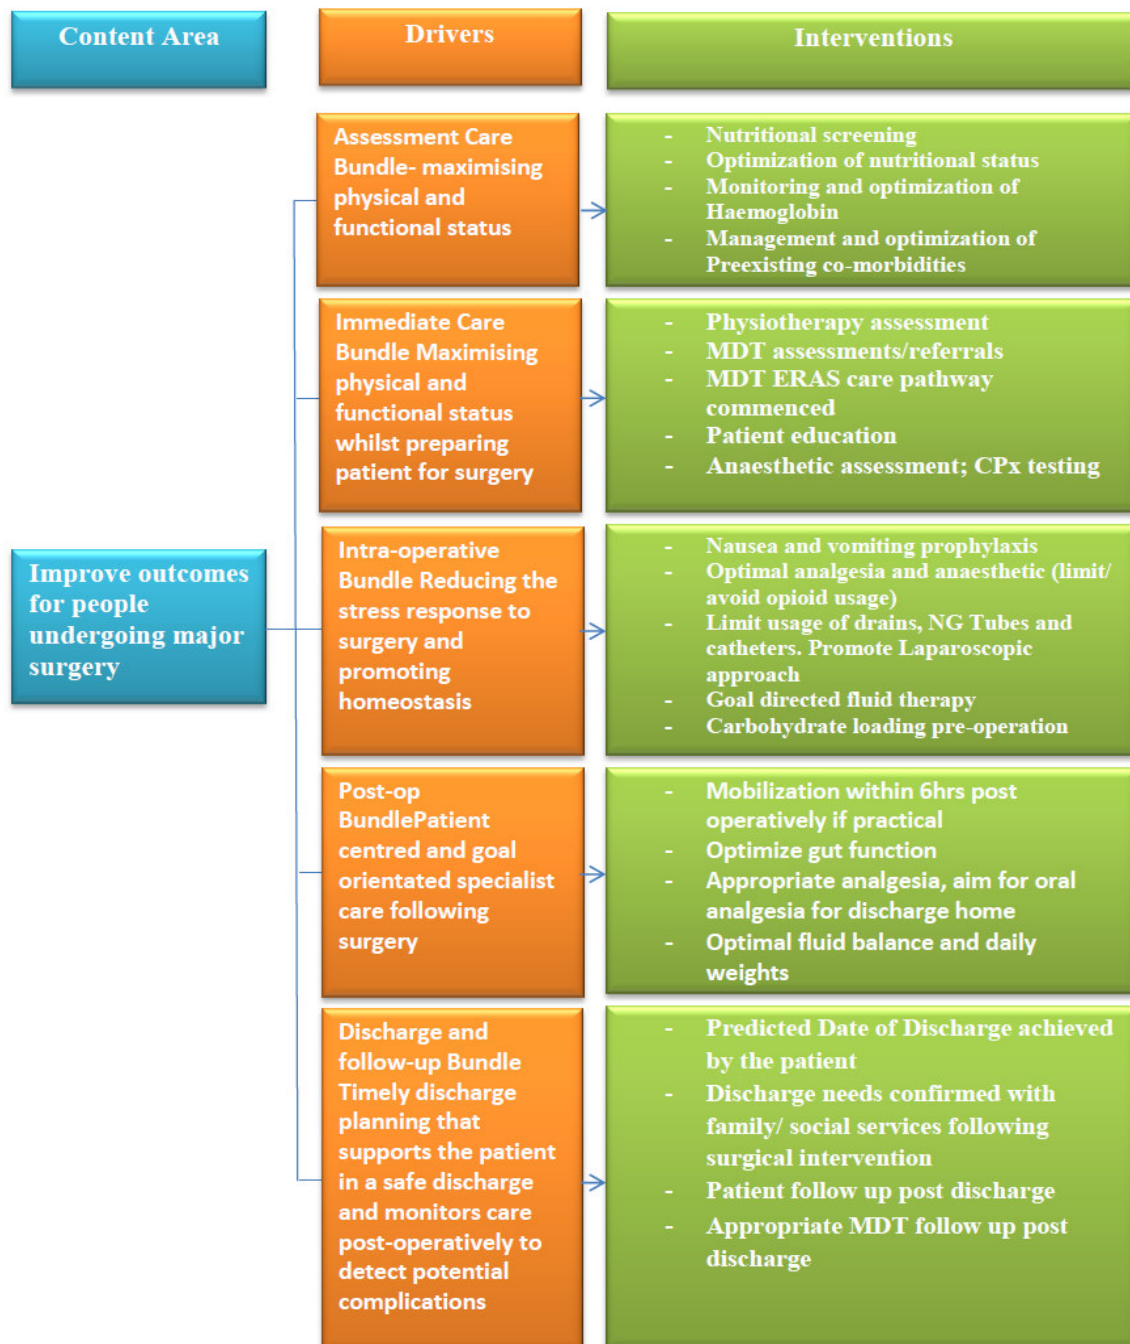 Content Area
Drivers
Interventions
Improve outcomes
for people
undergoing major
surgery
Assessment Care
Bundle- maximising
physical and
functional status
- Nutritional screening
- Optimization of nutritional status
- Monitoring and optimization of
Haemoglobin
- Management and optimization of
Preexisting co-morbidities
Immediate Care
Bundle Maximising
physical and
functional status
whilst preparing
patient for surgery
- Physiotherapy assessment
- MDT assessments/referrals
- MDT ERAS care pathway
commenced
- Patient education
- Anaesthetic assessment; CPx testing
Intra-operative
Bundle Reducing the
stress response to
surgery and
promoting
homeostasis
- Nausea and vomiting prophylaxis
- Optimal analgesia and anaesthetic (limit/
avoid opioid usage)
- Limit usage of drains, NG Tubes and
catheters. Promote Laparoscopic
approach
- Goal directed fluid therapy
- Carbohydrate loading pre-operation
Post-op
BundlePatient
centred and goal
orientated specialist
care following
surgery
- Mobilization within 6hrs post
operatively if practical
- Optimize gut function
- Appropriate analgesia, aim for oral
analgesia for discharge home
- Optimal fluid balance and daily
weights
Discharge and
follow-up Bundle
Timely discharge
planning that
supports the patient
in a safe discharge
and monitors care
post-operatively to
detect potential
complications
- Predicted Date of Discharge achieved
by the patient
- Discharge needs confirmed with
family/ social services following
surgical intervention
- Patient follow up post discharge
- Appropriate MDT follow up post
discharge